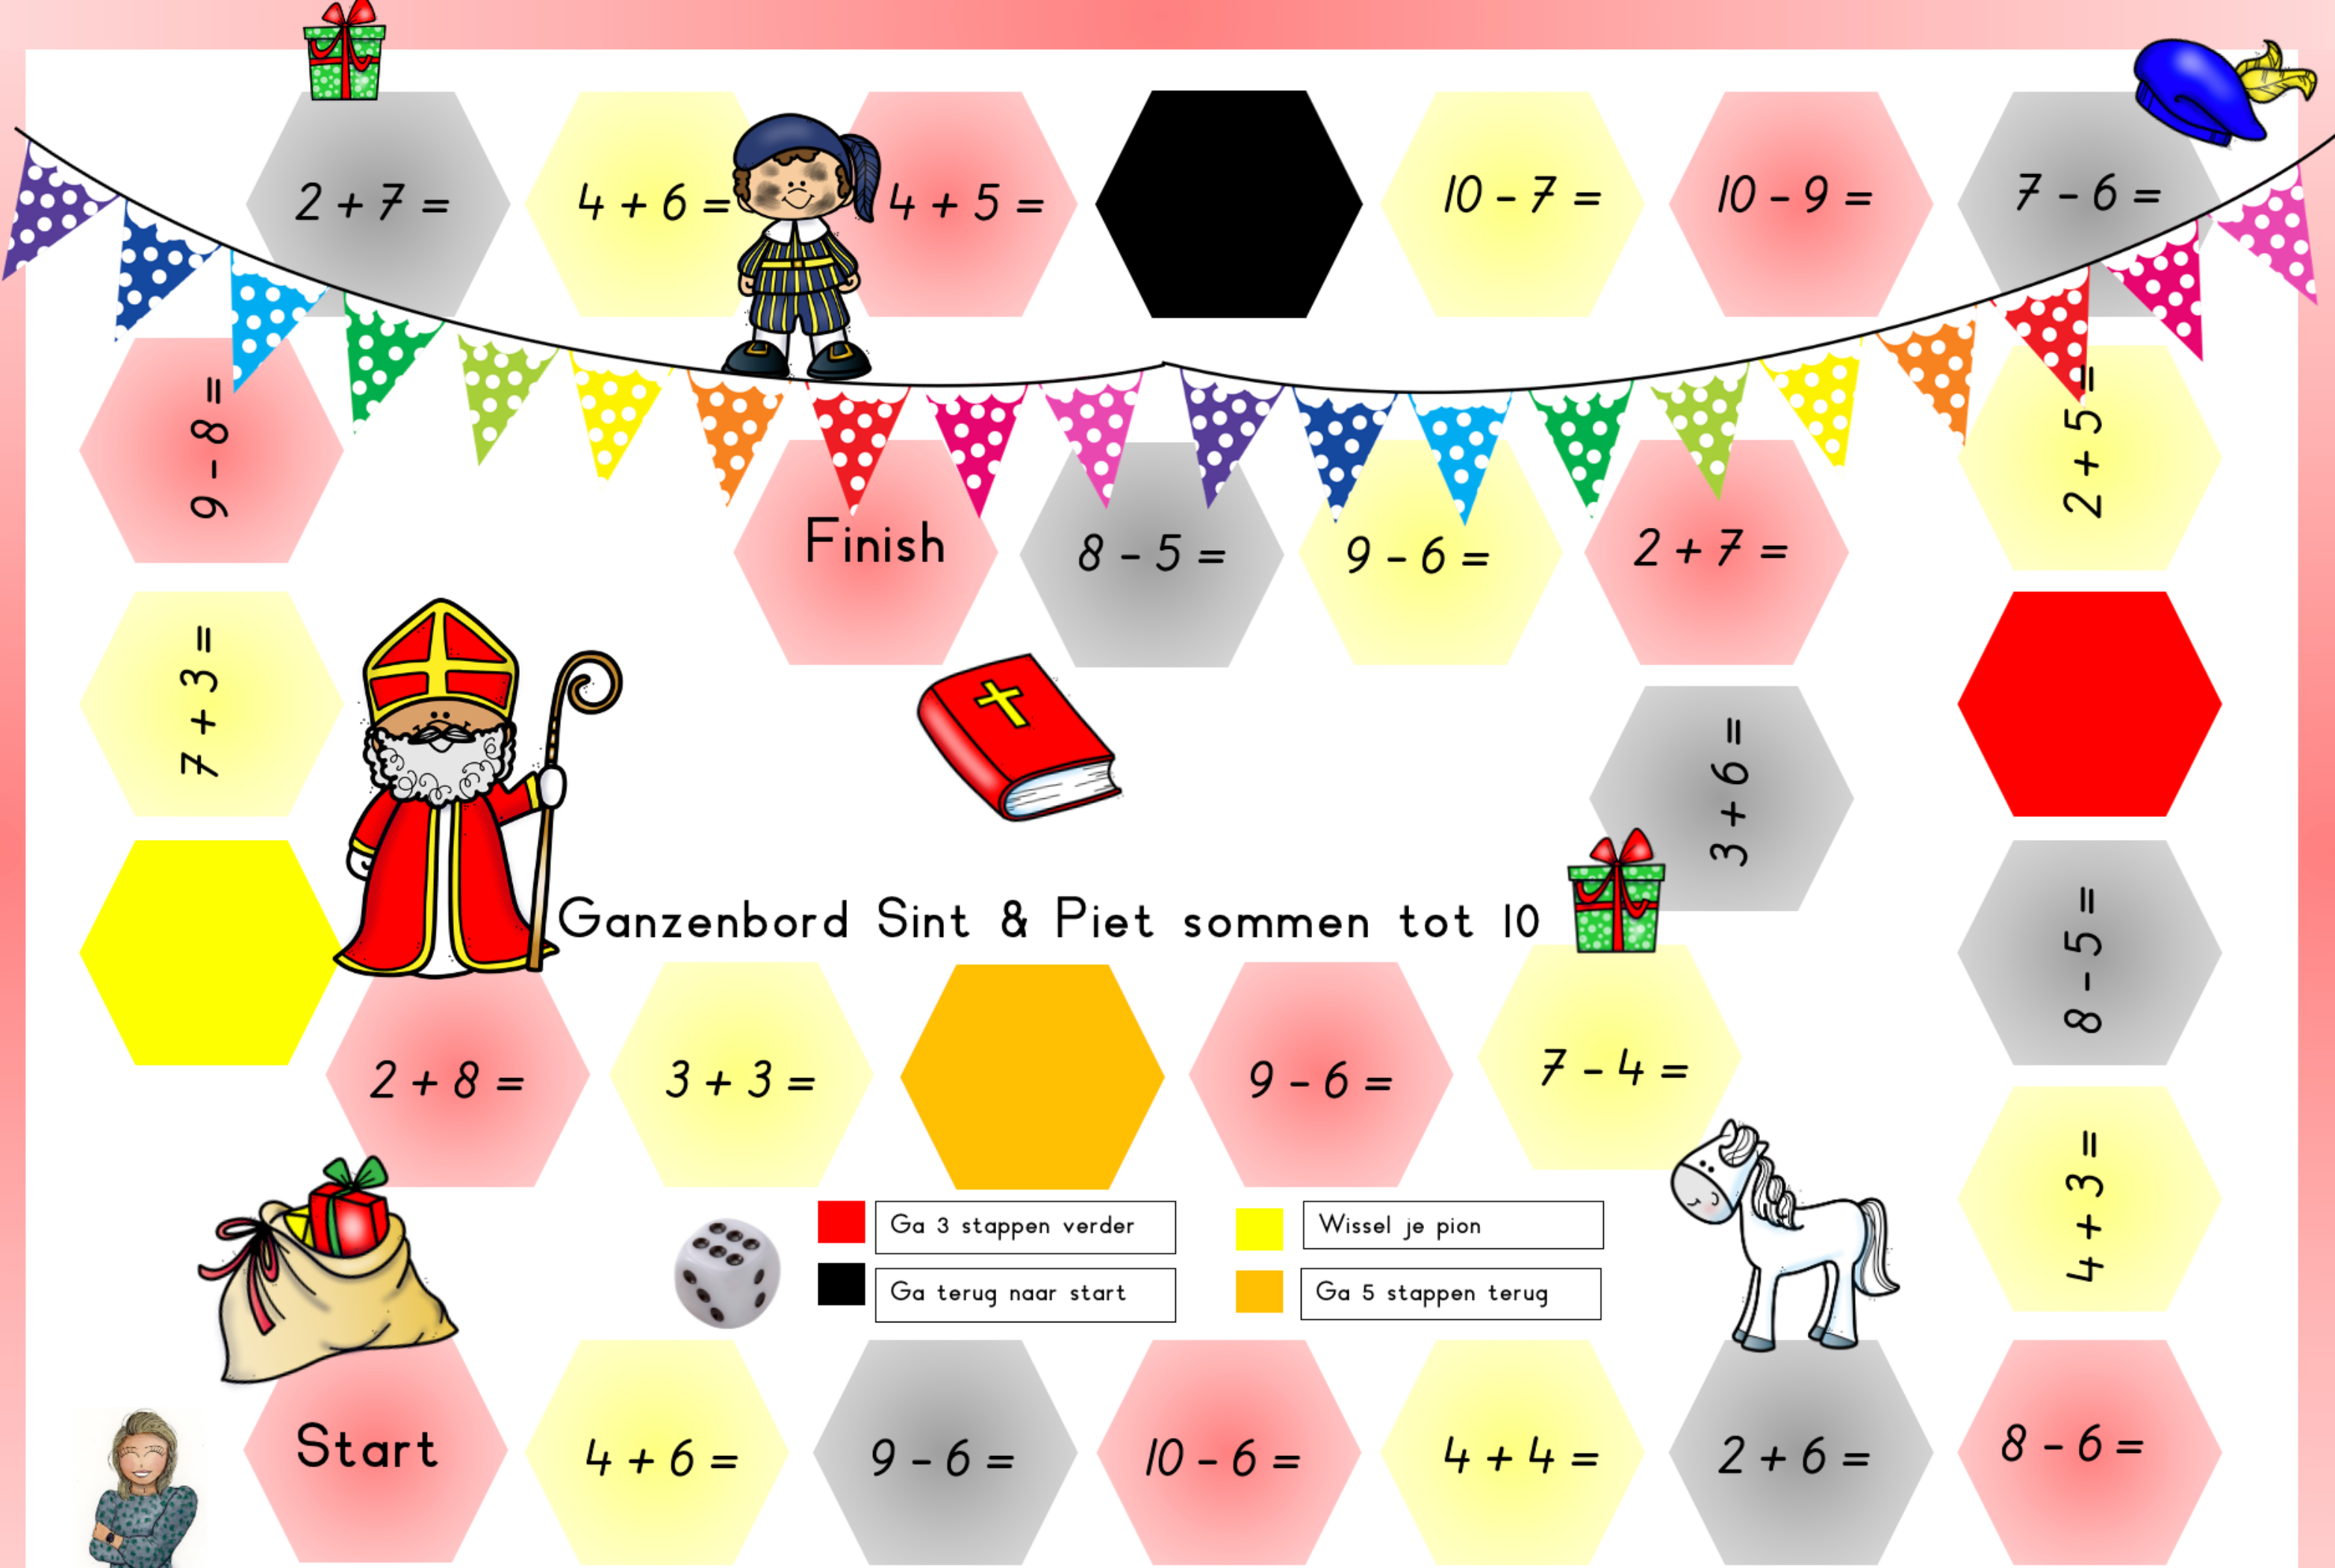 2 + 7 =
4 + 6 =
4 + 5 =
10 - 7 =
10 - 9 =
7 - 6 =
9 - 8 =
2 + 5 =
Finish
8 - 5 =
9 - 6 =
2 + 7 =
7 + 3 =
3 + 6 =
Ganzenbord Sint & Piet sommen tot 10
8 - 5 =
2 + 8 =
3 + 3 =
9 - 6 =
7 - 4 =
4 + 3 =
Ga 3 stappen verder
Wissel je pion
Ga terug naar start
Ga 5 stappen terug
Start
4 + 6 =
9 - 6 =
10 - 6 =
4 + 4 =
2 + 6 =
8 - 6 =